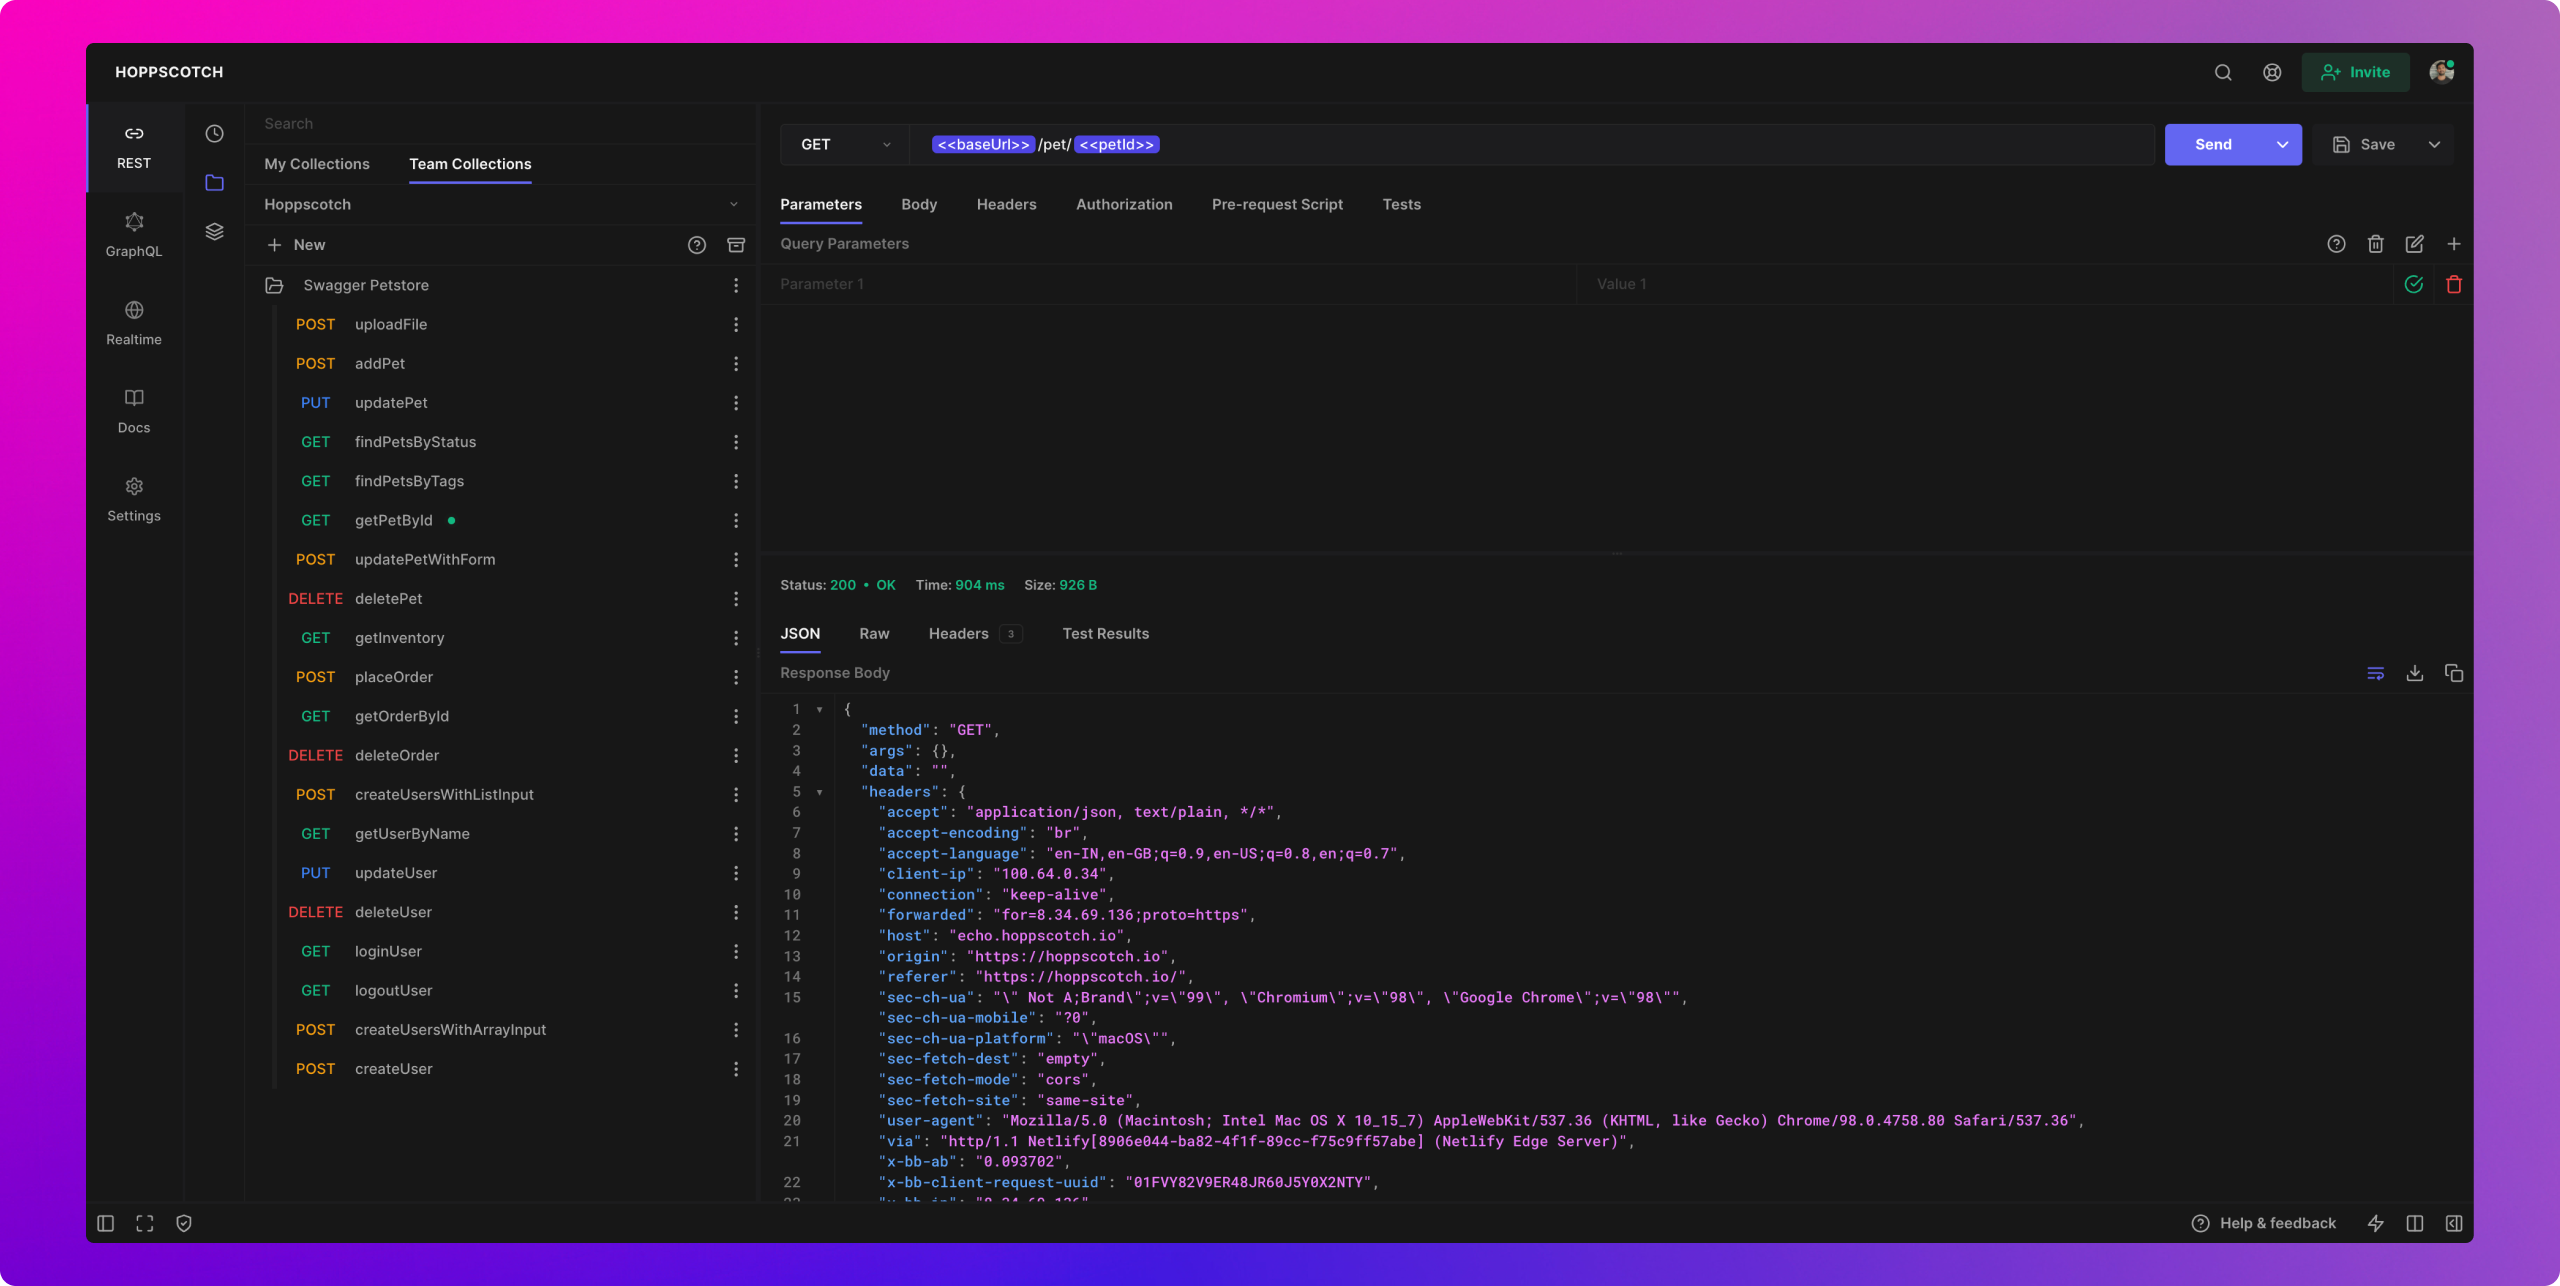 HOPPSCOTCH
Invite
REST
GraphQL
Realtime
Docs
Settings
Search
My Collections Team Collections
Hoppscotch
New
Swagger Petstore
POST uploadFile
POST addPet
PUT updatePet
GET findPetsByStatus
GET findPetsByTags
GET getPetById
POST updatePetWithForm
DELETE deletePet
GET getInventory
POST placeOrder
GET getOrderById
DELETE deleteOrder
POST createUsersWithListInput
GET getUserByName
PUT updateUser
DELETE deleteUser
GET loginUser
GET logoutUser
POST createUsersWithArrayInput
POST createUser
GET <<baseUrl>>/pet/<<petId>> Send Save
Parameters Body Headers Authorization Pre-request Script Tests
Query Parameters
Parameter 1 Value 1
Status: 200 • OK Time: 904 ms Size: 926 B
JSON Raw Headers 3 Test Results
Response Body
1 {
2 "method": "GET",
3 "args": {},
4 "data": "",
5 "headers": {
6 "accept": "application/json, text/plain, */*",
7 "accept-encoding": "br",
8 "accept-language": "en-IN,en-GB;q=0.9,en-US;q=0.8,en;q=0.7",
9 "client-ip": "100.64.0.34",
10 "connection": "keep-alive",
11 "forwarded": "for=8.34.69.136;proto=https",
12 "host": "echo.hoppscotch.io",
13 "origin": "https://hoppscotch.io",
14 "referer": "https://hoppscotch.io/",
15 "sec-ch-ua": "\" Not A;Brand\";v=\"99\", \"Chromium\";v=\"98\", \"Google Chrome\";v=\"98\"",
"sec-ch-ua-mobile": "?0",
16 "sec-ch-ua-platform": "\"macOS\"",
17 "sec-fetch-dest": "empty",
18 "sec-fetch-mode": "cors",
19 "sec-fetch-site": "same-site",
20 "user-agent": "Mozilla/5.0 (Macintosh; Intel Mac OS X 10_15_7) AppleWebKit/537.36 (KHTML, like Gecko) Chrome/98.0.4758.80 Safari/537.36",
21 "via": "http/1.1 Netlify[8906e044-ba82-4f1f-89cc-f75c9ff57abe] (Netlify Edge Server)",
"x-bb-ab": "0.093702",
22 "x-bb-client-request-uuid": "01FVY82V9ER48JR60J5Y0X2NTY",
Help & feedback